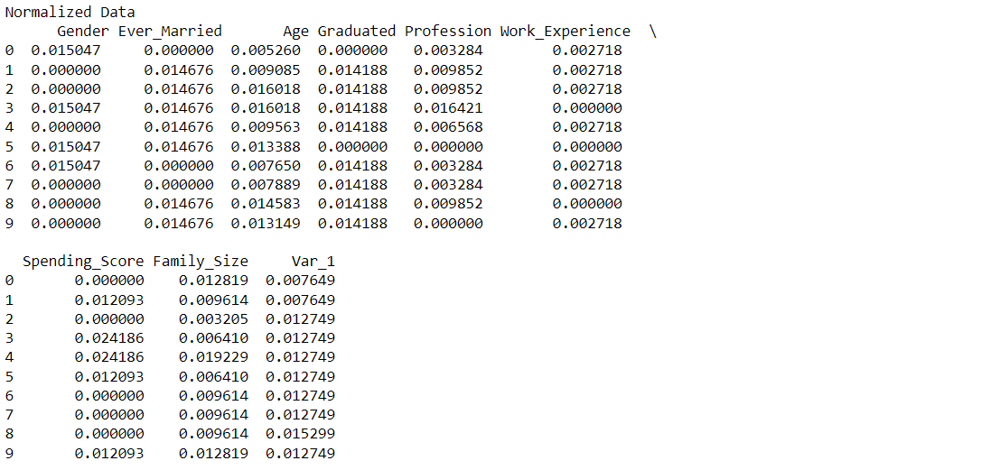 Normalized Data
Gender Ever_Married Age Graduated Profession Work_Experience \
0 0.015047 0.000000 0.005260 0.000000 0.003284 0.002718
1 0.000000 0.014676 0.009085 0.014188 0.009852 0.002718
2 0.000000 0.014676 0.016018 0.014188 0.009852 0.002718
3 0.015047 0.014676 0.016018 0.014188 0.016421 0.000000
4 0.000000 0.014676 0.009563 0.014188 0.006568 0.002718
5 0.015047 0.014676 0.013388 0.000000 0.000000 0.000000
6 0.015047 0.000000 0.007650 0.014188 0.003284 0.002718
7 0.000000 0.000000 0.007889 0.014188 0.003284 0.002718
8 0.000000 0.014676 0.014583 0.014188 0.009852 0.000000
9 0.000000 0.014676 0.013149 0.014188 0.000000 0.002718
Spending_Score Family_Size Var_1
0 0.000000 0.012819 0.007649
1 0.012093 0.009614 0.007649
2 0.000000 0.003205 0.012749
3 0.024186 0.006410 0.012749
4 0.024186 0.019229 0.012749
5 0.012093 0.006410 0.012749
6 0.000000 0.009614 0.012749
7 0.000000 0.009614 0.012749
8 0.000000 0.009614 0.015299
9 0.012093 0.012819 0.012749